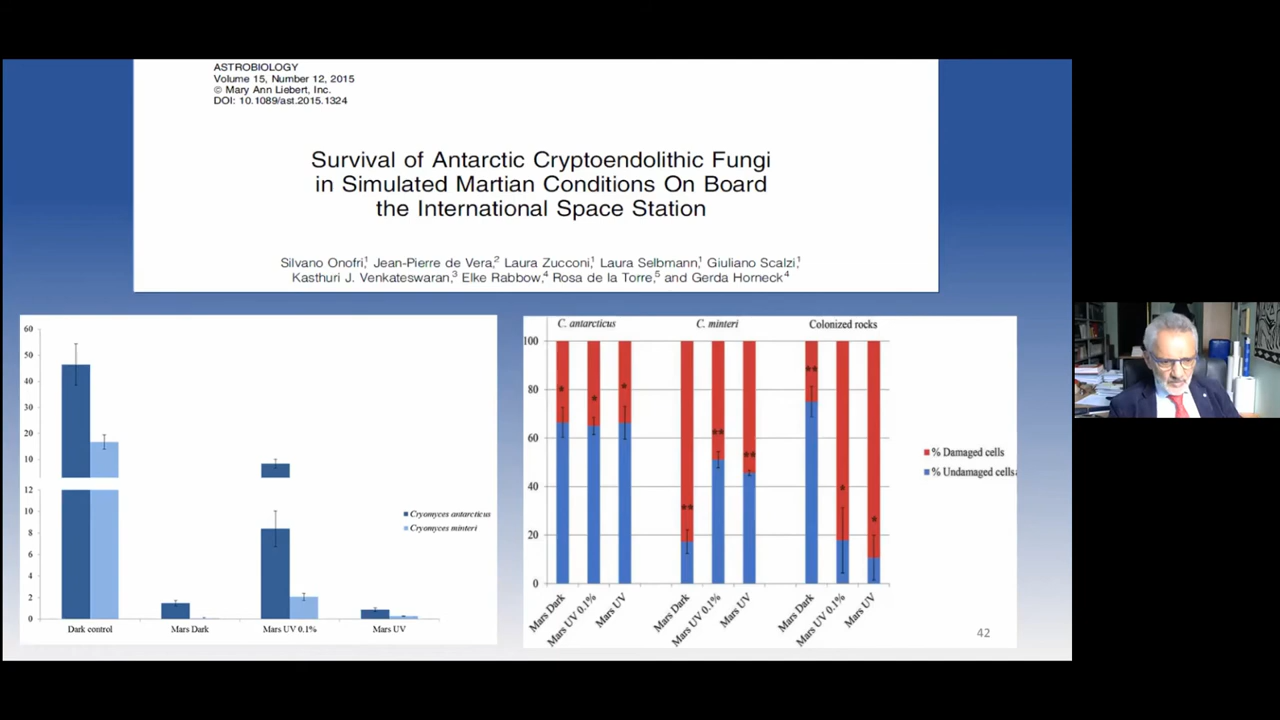 ASTROBIOLOGY
Volume 15, Number 12, 2015
© Mary Ann Liebert, Inc.
DOI: 10.1089/ast.2015.1324
Survival of Antarctic Cryptoendolithic Fungi
in Simulated Martian Conditions On Board
the International Space Station
Silvano Onofri,1 Jean-Pierre de Vera,2 Laura Zucconi,1 Laura Selbmann,1 Giuliano Scalzi,1
Kasthuri J. Venkateswaran,3 Elke Rabbow,4 Rosa de la Torre,5 and Gerda Horneck4
60
50
40
30
20
10
12
10
8
6
4
2
0
Dark control
Mars Dark
Mars UV 0.1%
Mars UV
Cryomyces antarcticus
Cryomyces minteri
C. antarcticus
C. minteri
Colonized rocks
100
80
60
40
20
0
*
*
*
**
**
**
**
*
*
Mars Dark
Mars UV 0.1%
Mars UV
Mars Dark
Mars UV 0.1%
Mars UV
Mars Dark
Mars UV 0.1%
Mars UV
% Damaged cells
% Undamaged cells
42